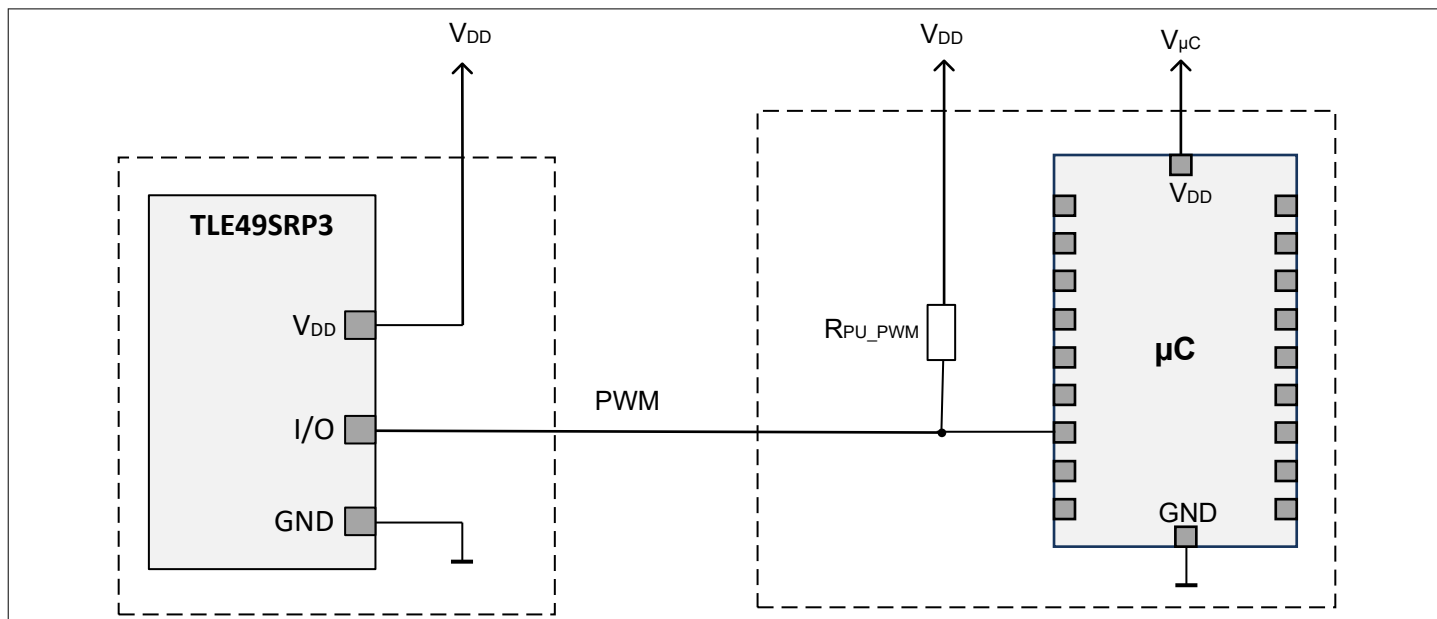 VDD
VDD
VµC
TLE49SRP3
VDD
VDD
RPU_PWM
µC
PWM
I/O
GND
GND